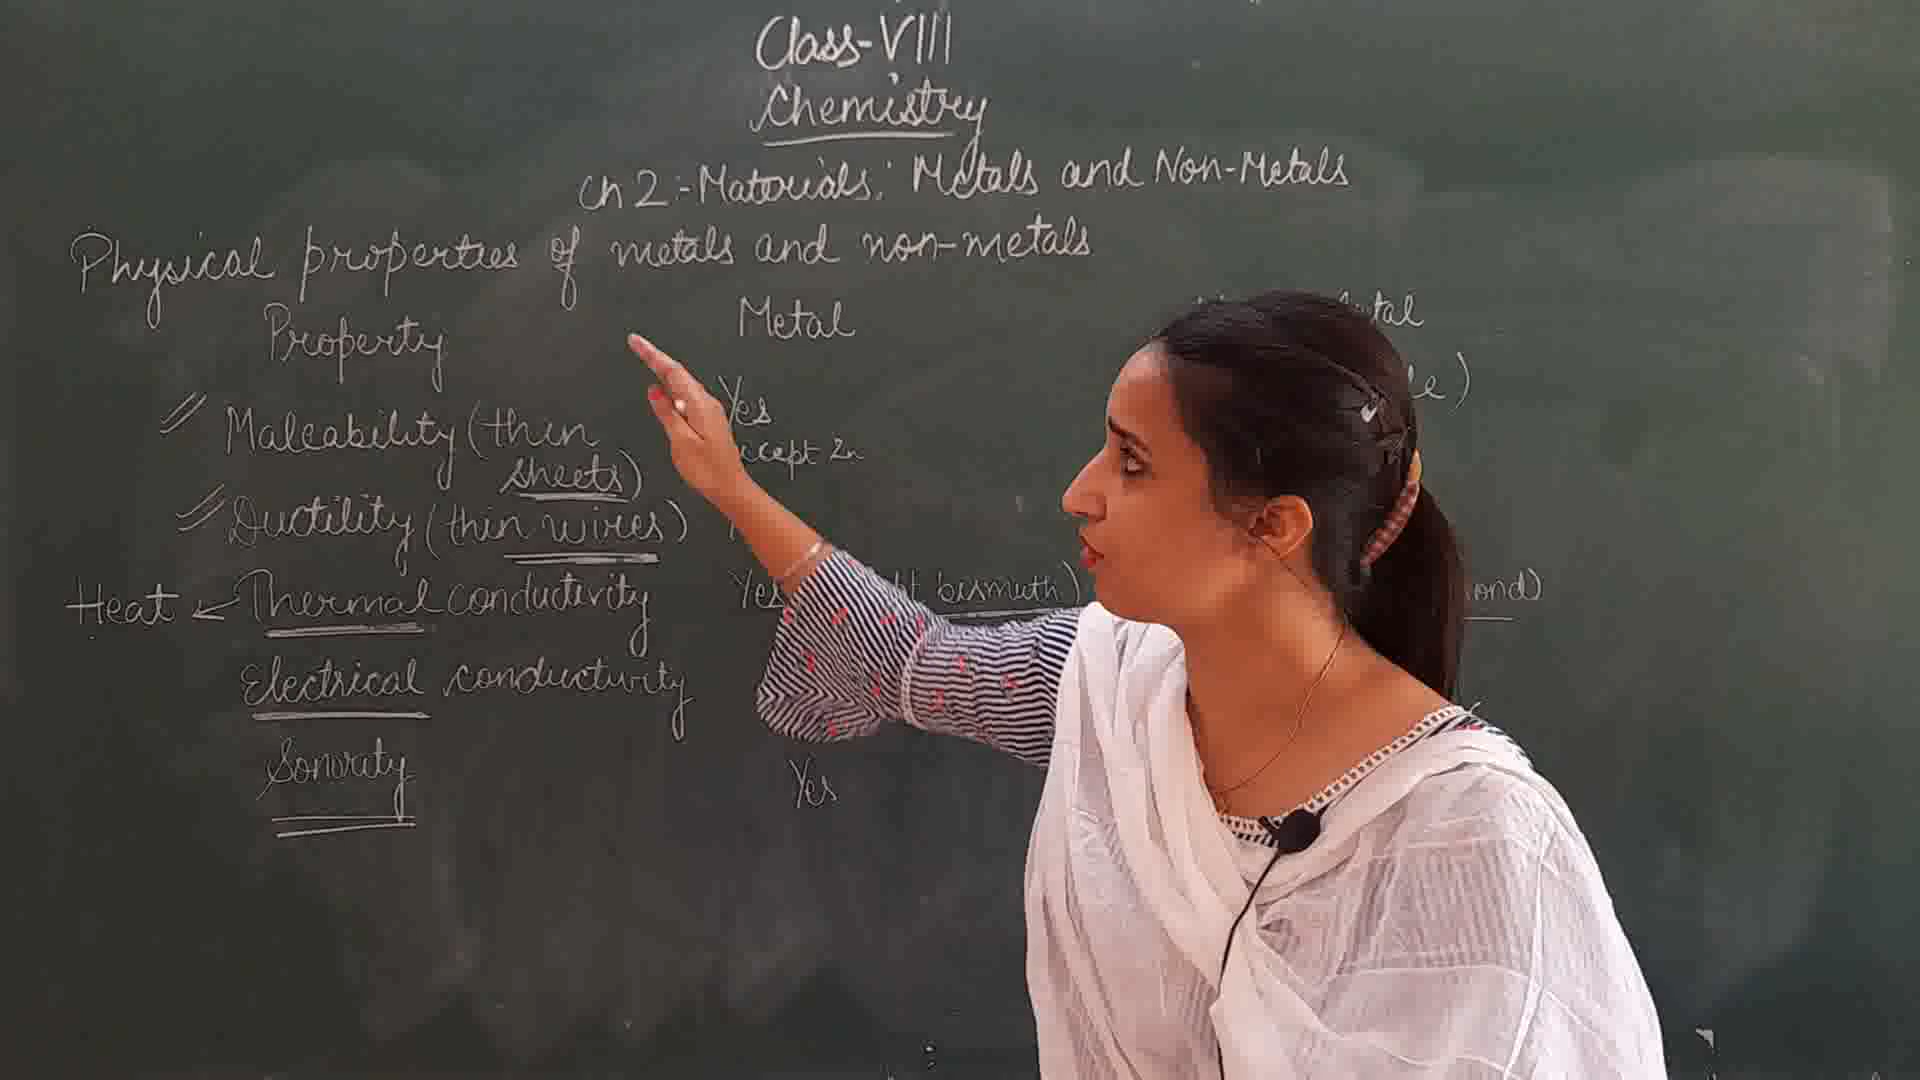 Class-VIII
Chemistry
Ch 2:- Materials: Metals and Non-Metals
Physical properties of metals and non-metals
Property Metal
Maleability (thin Yes
sheets)
Ductility (thin wires)
Heat Thermal conductivity Yes bismuth)
Electrical conductivity
Sonority Yes